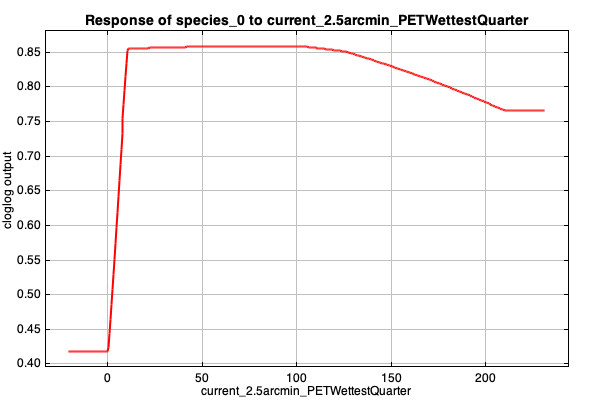 Response of species_0 to current_2.5arcmin_PETWettestQuarter
cloglog output
0.85
0.80
0.75
0.70
0.65
0.60
0.55
0.50
0.45
0.40
0 50 100 150 200
current_2.5arcmin_PETWettestQuarter